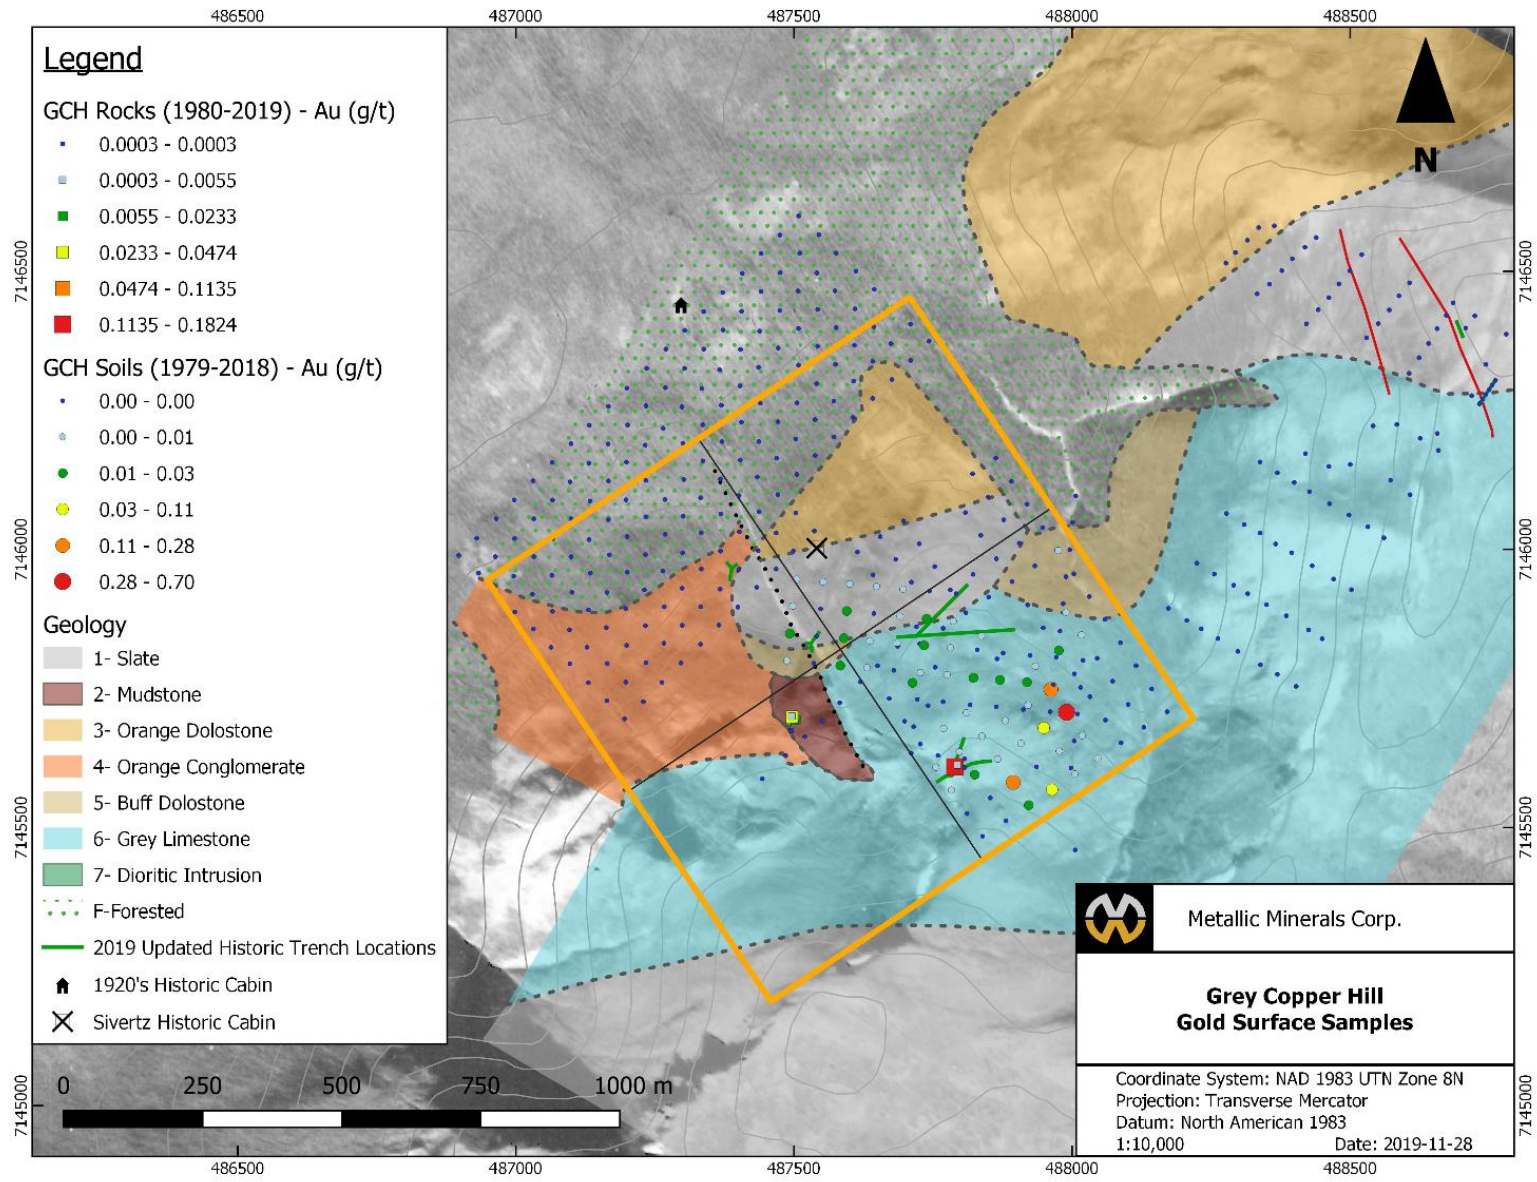 486500 487000 487500 488000 488500
Legend
GCH Rocks (1980-2019) - Au (g/t)
0.0003 - 0.0003
0.0003 - 0.0055
0.0055 - 0.0233
0.0233 - 0.0474
0.0474 - 0.1135
0.1135 - 0.1824
GCH Soils (1979-2018) - Au (g/t)
0.00 - 0.00
0.00 - 0.01
0.01 - 0.03
0.03 - 0.11
0.11 - 0.28
0.28 - 0.70
Geology
1- Slate
2- Mudstone
3- Orange Dolostone
4- Orange Conglomerate
5- Buff Dolostone
6- Grey Limestone
7- Dioritic Intrusion
F-Forested
2019 Updated Historic Trench Locations
1920's Historic Cabin
Sivertz Historic Cabin
0 250 500 750 1000 m
N
7146500
7146000
7145500
7145000
7146500
7146000
7145500
7145000
Metallic Minerals Corp.
Grey Copper Hill
Gold Surface Samples
Coordinate System: NAD 1983 UTN Zone 8N
Projection: Transverse Mercator
Datum: North American 1983
1:10,000 Date: 2019-11-28
486500 487000 487500 488000 488500